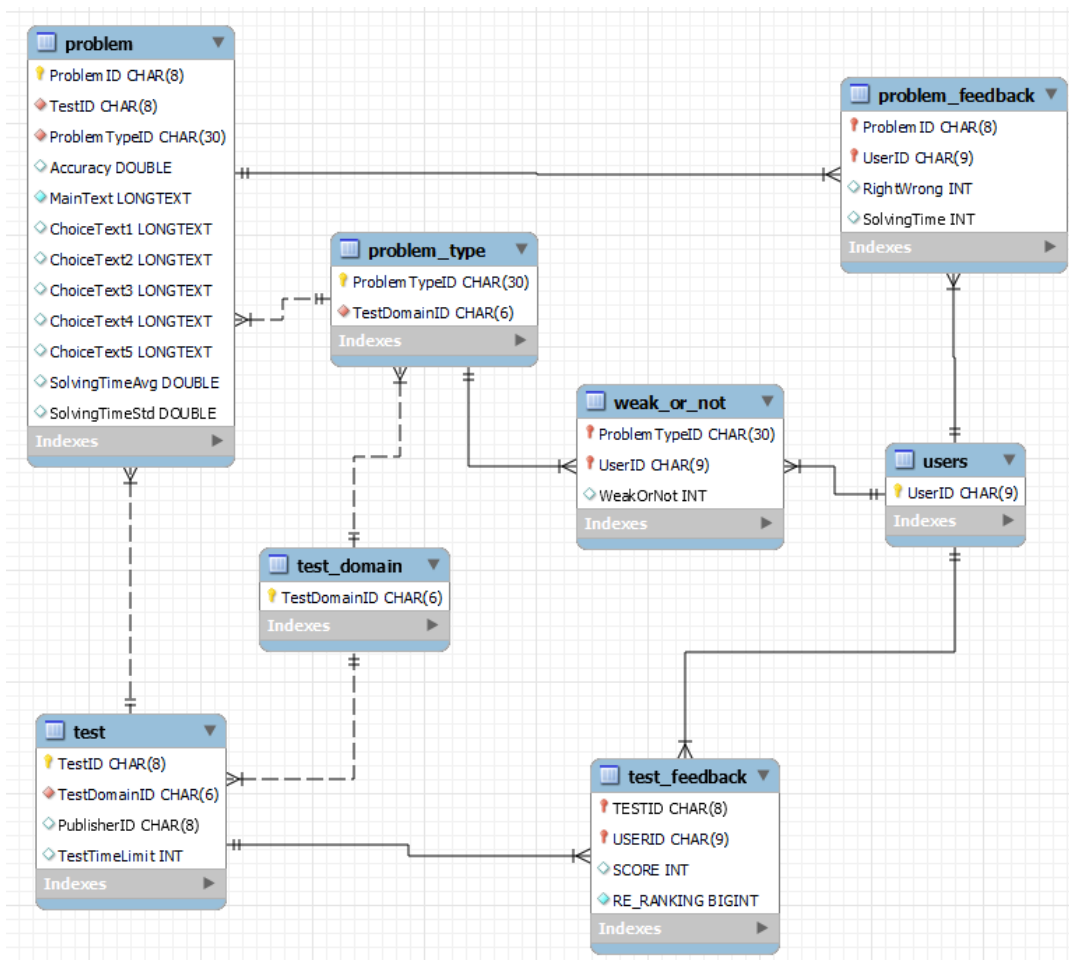 problem
ProblemID CHAR(8)
TestID CHAR(8)
ProblemTypeID CHAR(30)
Accuracy DOUBLE
MainText LONGTEXT
ChoiceText1 LONGTEXT
ChoiceText2 LONGTEXT
ChoiceText3 LONGTEXT
ChoiceText4 LONGTEXT
ChoiceText5 LONGTEXT
SolvingTimeAvg DOUBLE
SolvingTimeStd DOUBLE
Indexes
problem_feedback
ProblemID CHAR(8)
UserID CHAR(9)
RightWrong INT
SolvingTime INT
Indexes
problem_type
ProblemTypeID CHAR(30)
TestDomainID CHAR(6)
Indexes
weak_or_not
ProblemTypeID CHAR(30)
UserID CHAR(9)
WeakOrNot INT
Indexes
users
UserID CHAR(9)
Indexes
test_domain
TestDomainID CHAR(6)
Indexes
test
TestID CHAR(8)
TestDomainID CHAR(6)
PublisherID CHAR(8)
TestTimeLimit INT
Indexes
test_feedback
TESTID CHAR(8)
USERID CHAR(9)
SCORE INT
RE_RANKING BIGINT
Indexes